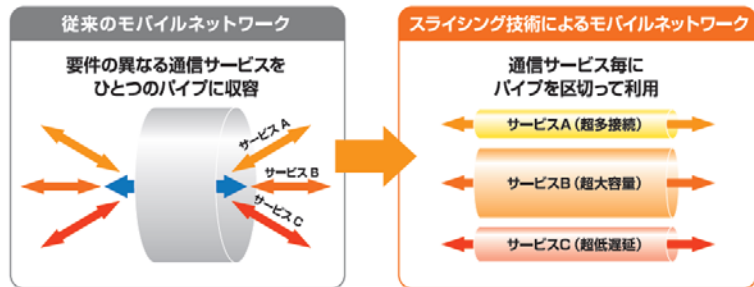 従来のモバイルネットワーク
要件の異なる通信サービスを
ひとつのパイプに収容
サービスA
サービスB
サービスC
スライシング技術によるモバイルネットワーク
通信サービス毎に
パイプを区切って利用
サービスA（超多接続）
サービスB（超大容量）
サービスC（超低遅延）